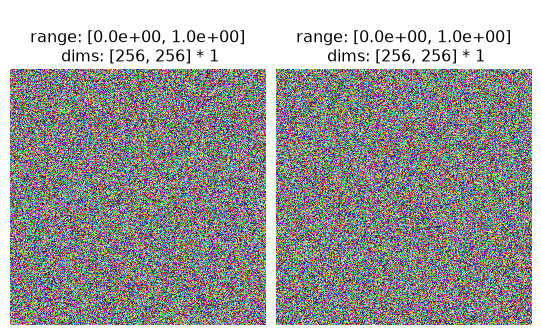 range: [0.0e+00, 1.0e+00]
dims: [256, 256] * 1
range: [0.0e+00, 1.0e+00]
dims: [256, 256] * 1